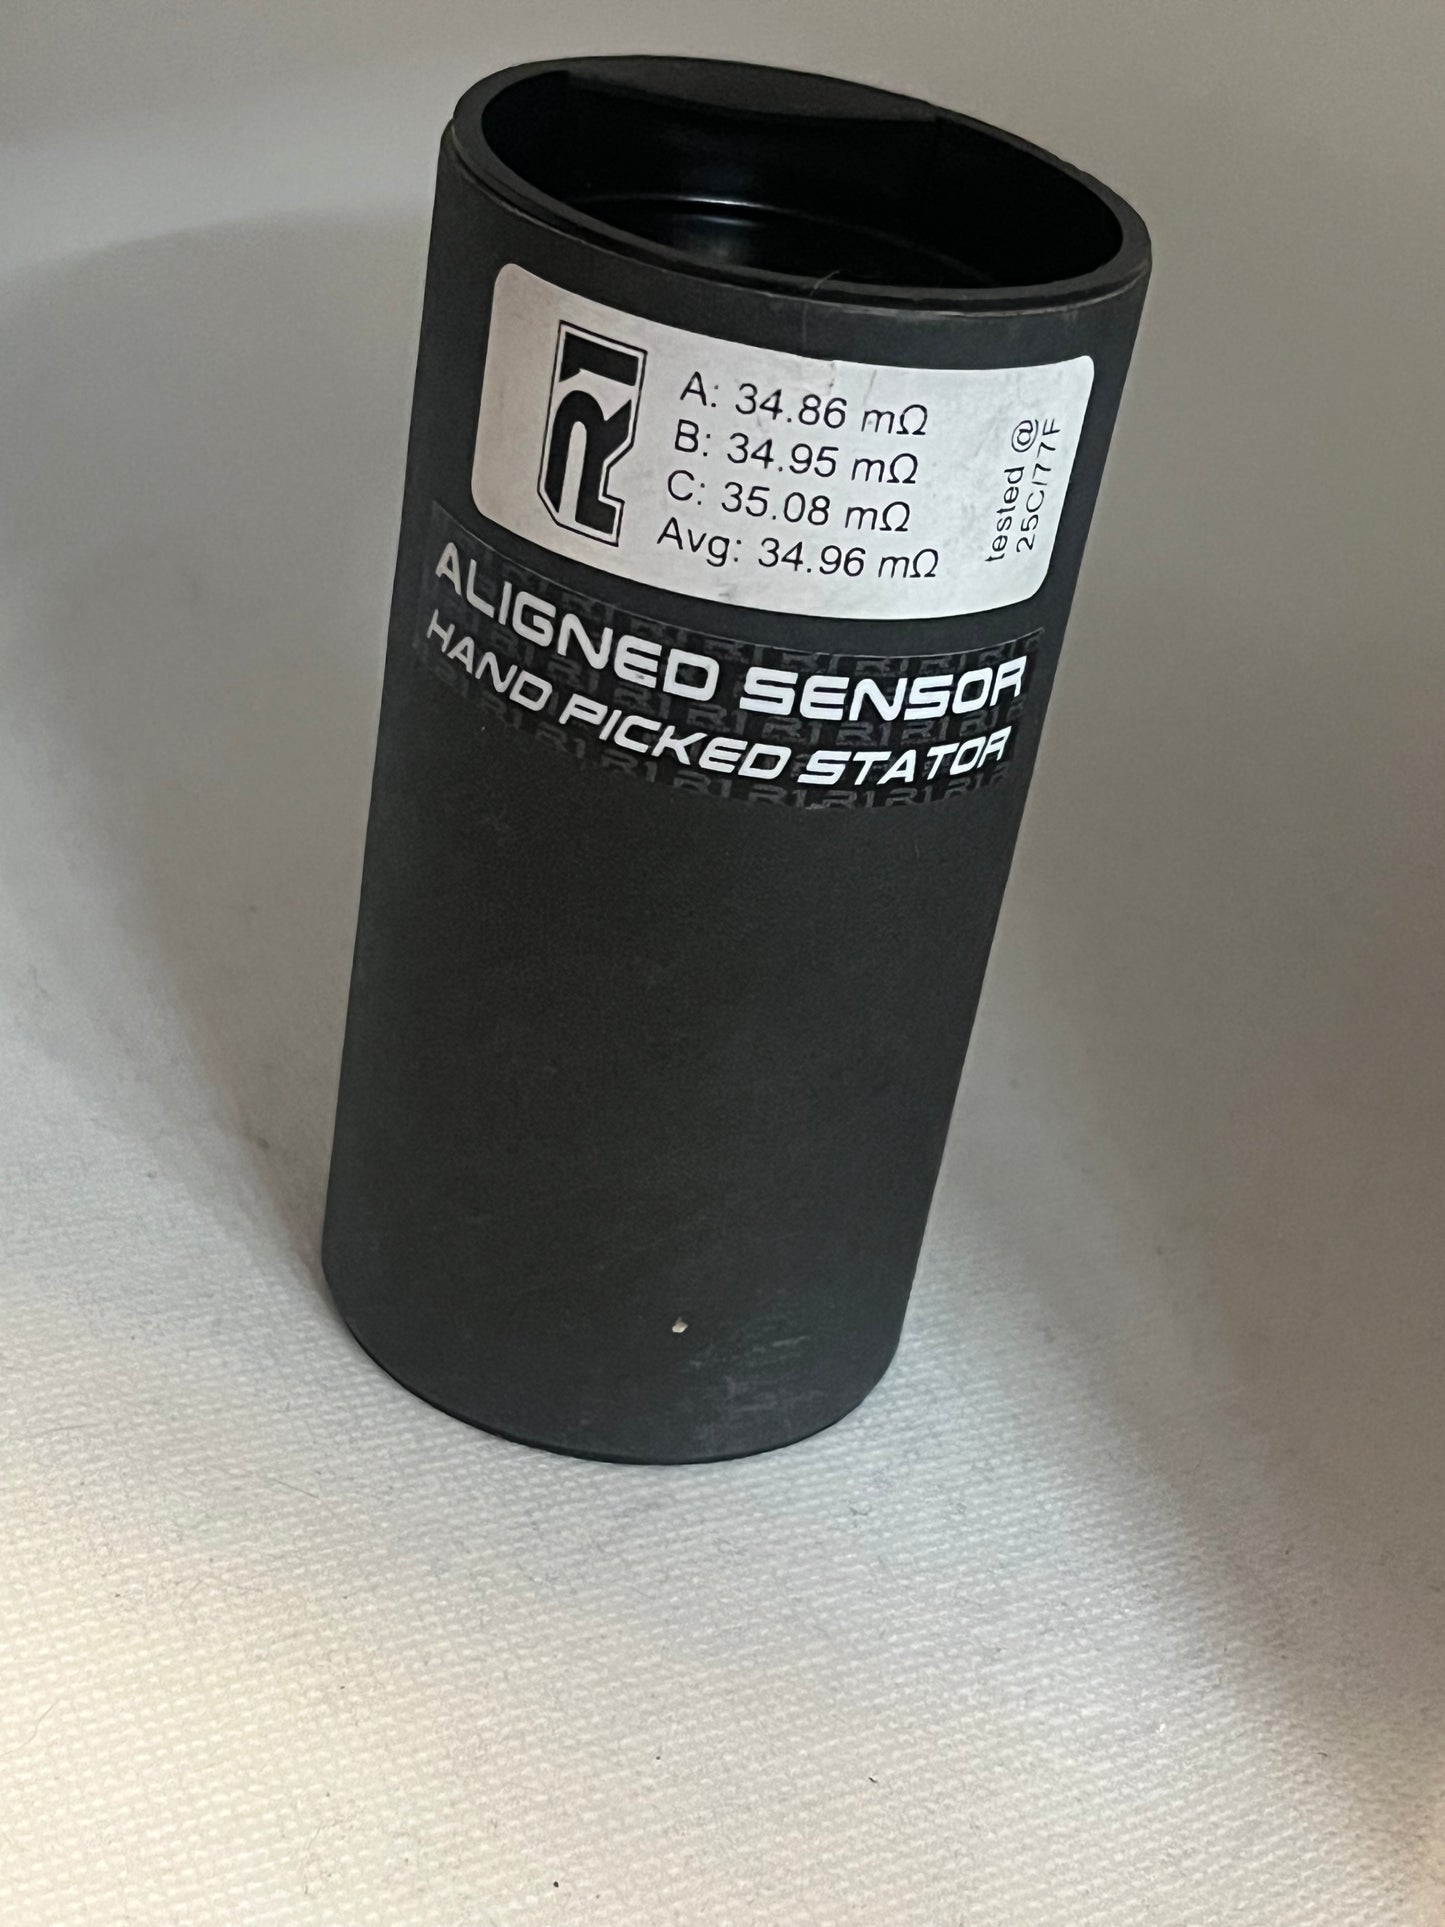 R1
A: 34.86 mΩ
B: 34.95 mΩ
C: 35.08 mΩ
Avg: 34.96 mΩ
tested @
25C/77F
ALIGNED SENSOR
HAND PICKED STATOR